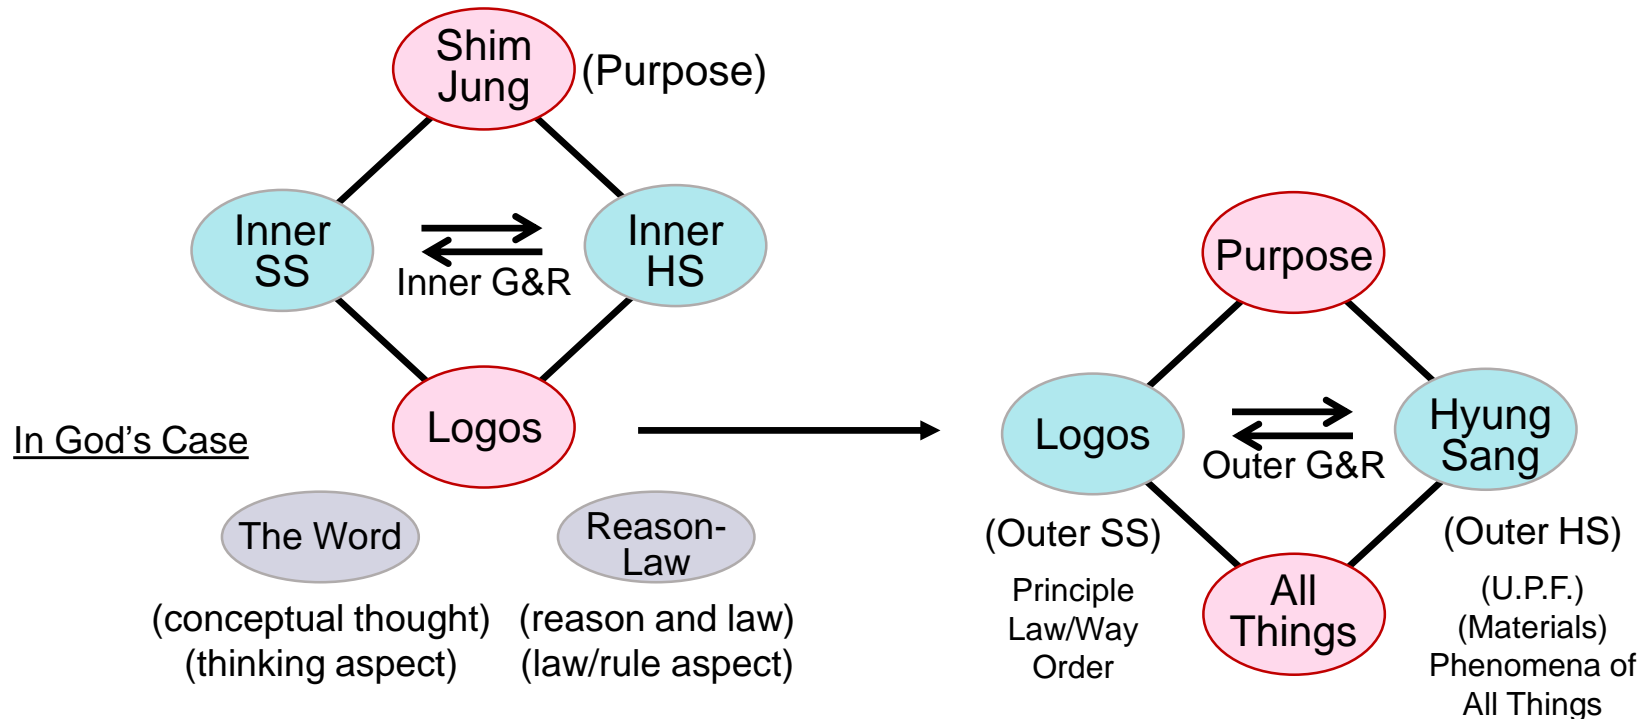 Shim
Jung
(Purpose)
Inner
SS
Inner
HS
Inner G&R
Logos
In God's Case
The Word
Reason-
Law
(conceptual thought)
(thinking aspect)
(reason and law)
(law/rule aspect)
Purpose
Logos
Hyung
Sang
Outer G&R
(Outer SS)
Principle
Law/Way
Order
(Outer HS)
(U.P.F.)
(Materials)
Phenomena of
All Things
All
Things